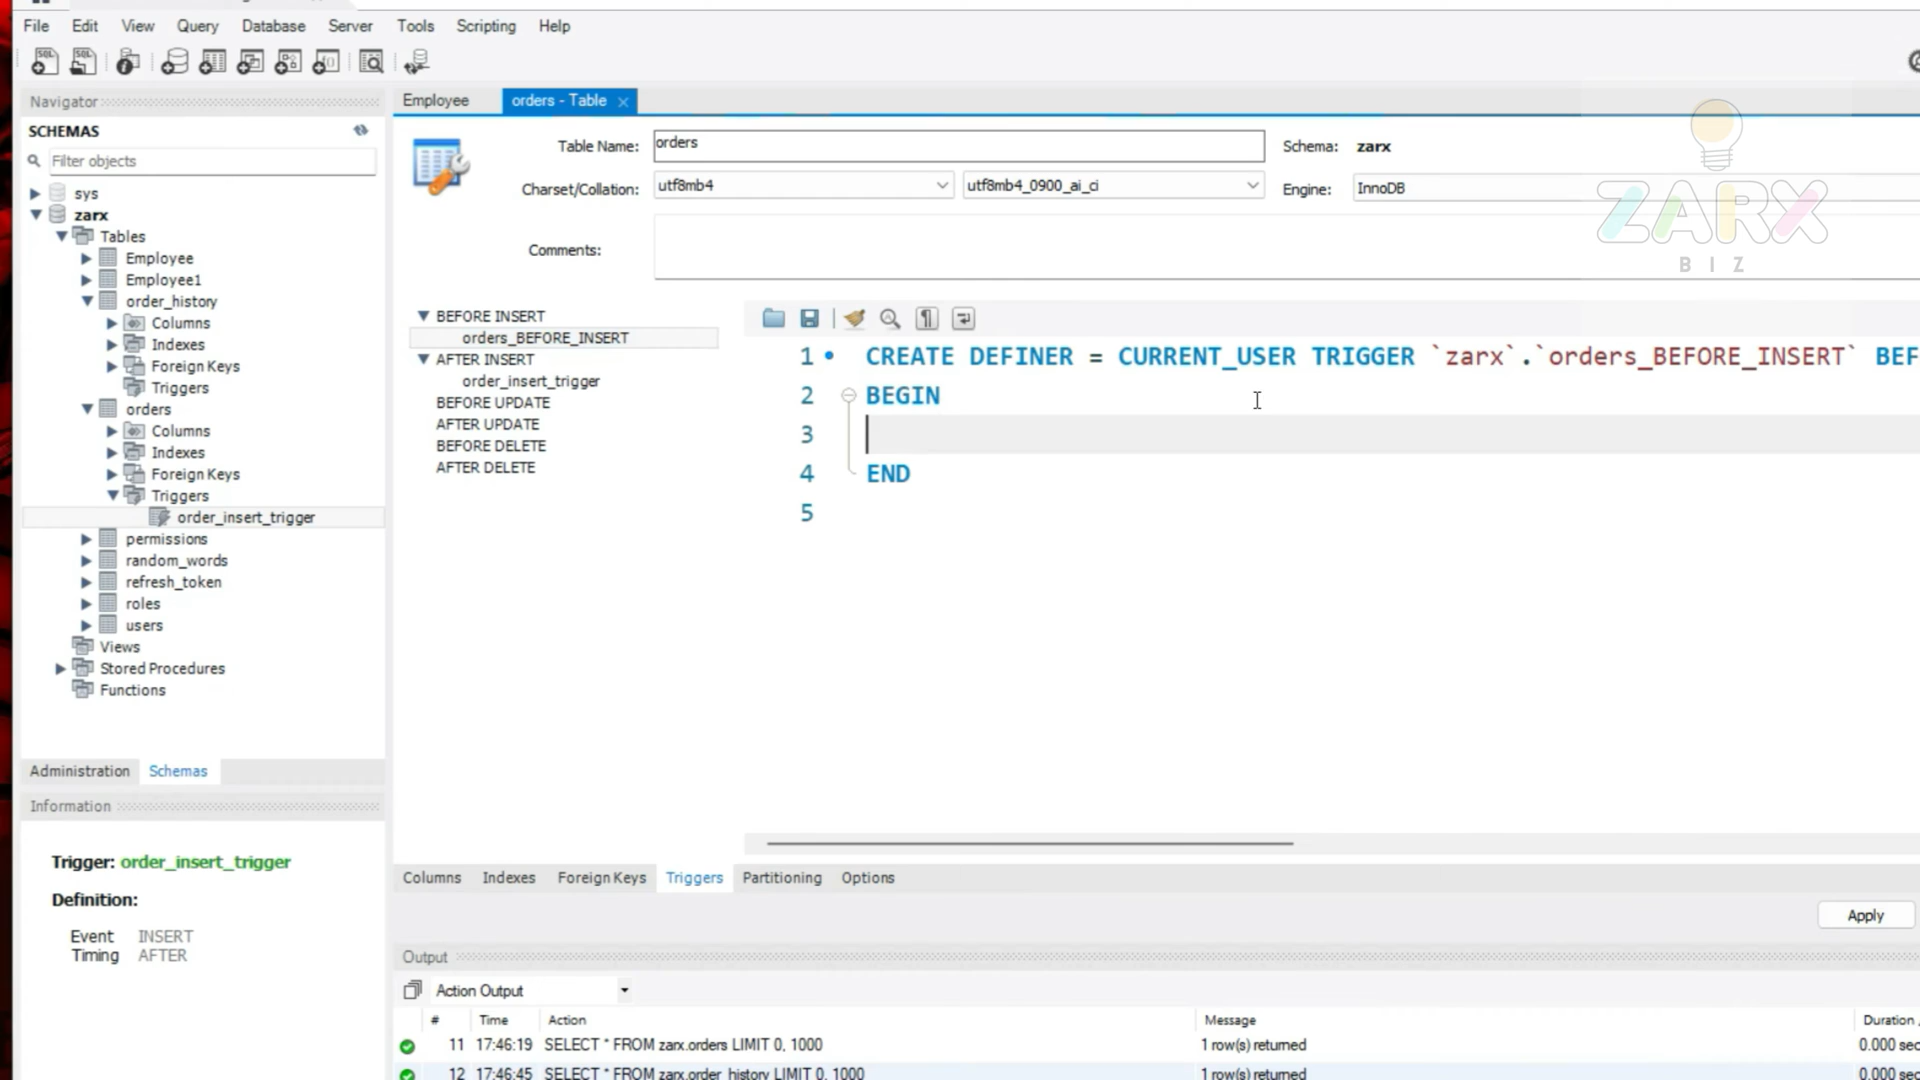 File Edit View Query Database Server Tools Scripting Help
Navigator
SCHEMAS
Filter objects
sys
zarx
Tables
Employee
Employee1
order_history
Columns
Indexes
Foreign Keys
Triggers
orders
Columns
Indexes
Foreign Keys
Triggers
order_insert_trigger
permissions
random_words
refresh_token
roles
users
Views
Stored Procedures
Functions
Administration Schemas
Information
Trigger: order_insert_trigger
Definition:
Event INSERT
Timing AFTER
Employee orders - Table
Table Name: orders Schema: zarx
Charset/Collation: utf8mb4 utf8mb4_0900_ai_ci Engine: InnoDB
Comments:
ZARX
BIZ
BEFORE INSERT
orders_BEFORE_INSERT
AFTER INSERT
order_insert_trigger
BEFORE UPDATE
AFTER UPDATE
BEFORE DELETE
AFTER DELETE
1 CREATE DEFINER = CURRENT_USER TRIGGER `zarx`.`orders_BEFORE_INSERT` BEF
2 BEGIN
3
4 END
5
Columns Indexes Foreign Keys Triggers Partitioning Options
Apply
Output
Action Output
# Time Action Message Duration
11 17:46:19 SELECT * FROM zarx.orders LIMIT 0, 1000 1 row(s) returned 0.000 sec
12 17:46:45 SELECT * FROM zarx.order_history LIMIT 0, 1000 1 row(s) returned 0.000 sec